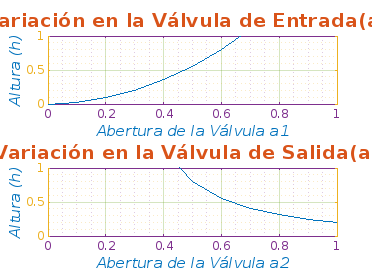 ariación en la Válvula de Entrada(a
1
0.5
0
0 0.2 0.4 0.6 0.8 1
Altura (h)
Abertura de la Válvula a1
Variación en la Válvula de Salida(a
1
0.5
0
0 0.2 0.4 0.6 0.8 1
Altura (h)
Abertura de la Válvula a2